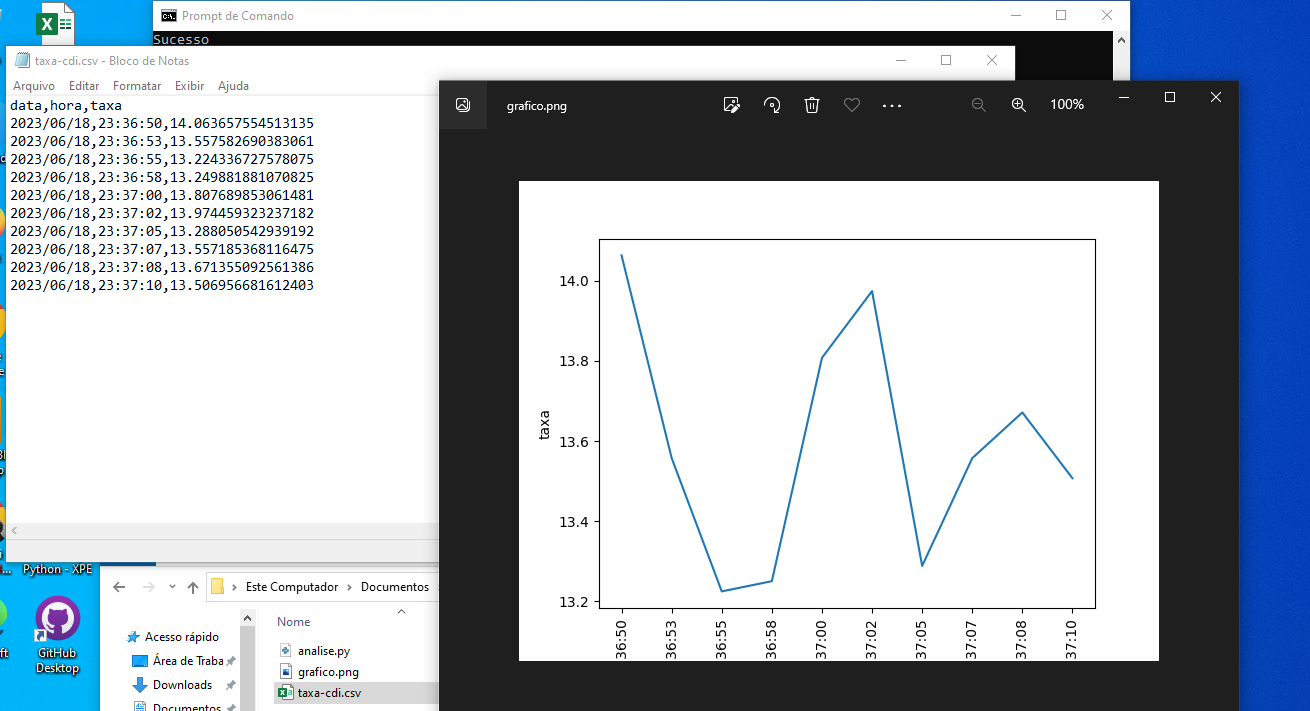 Prompt de Comando
Sucesso
taxa-cdi.csv - Bloco de Notas
Arquivo Editar Formatar Exibir Ajuda
data,hora,taxa
2023/06/18,23:36:50,14.063657554513135
2023/06/18,23:36:53,13.557582690383061
2023/06/18,23:36:55,13.224336727578075
2023/06/18,23:36:58,13.249881881070825
2023/06/18,23:37:00,13.807689853061481
2023/06/18,23:37:02,13.974459323237182
2023/06/18,23:37:05,13.288050542939192
2023/06/18,23:37:07,13.557185368116475
2023/06/18,23:37:08,13.671355092561386
2023/06/18,23:37:10,13.506956681612403
grafico.png
100%
14.0
13.8
13.6
13.4
13.2
taxa
36:50 36:53 36:55 36:58 37:00 37:02 37:05 37:07 37:08 37:10
Python - XPE
GitHub
Desktop
Este Computador > Documentos
Nome
Acesso rápido
Área de Traba
Downloads
Documentos
analise.py
grafico.png
taxa-cdi.csv